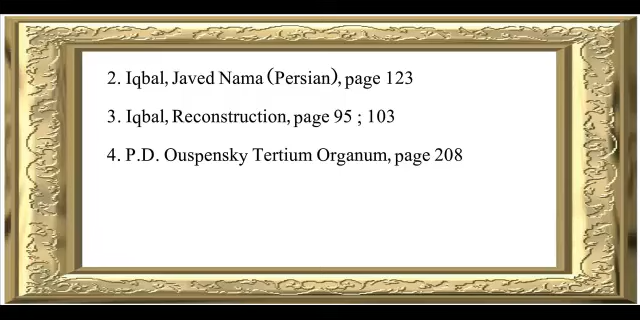 2. Iqbal, Javed Nama (Persian), page 123
3. Iqbal, Reconstruction, page 95 ; 103
4. P.D. Ouspensky Tertium Organum, page 208